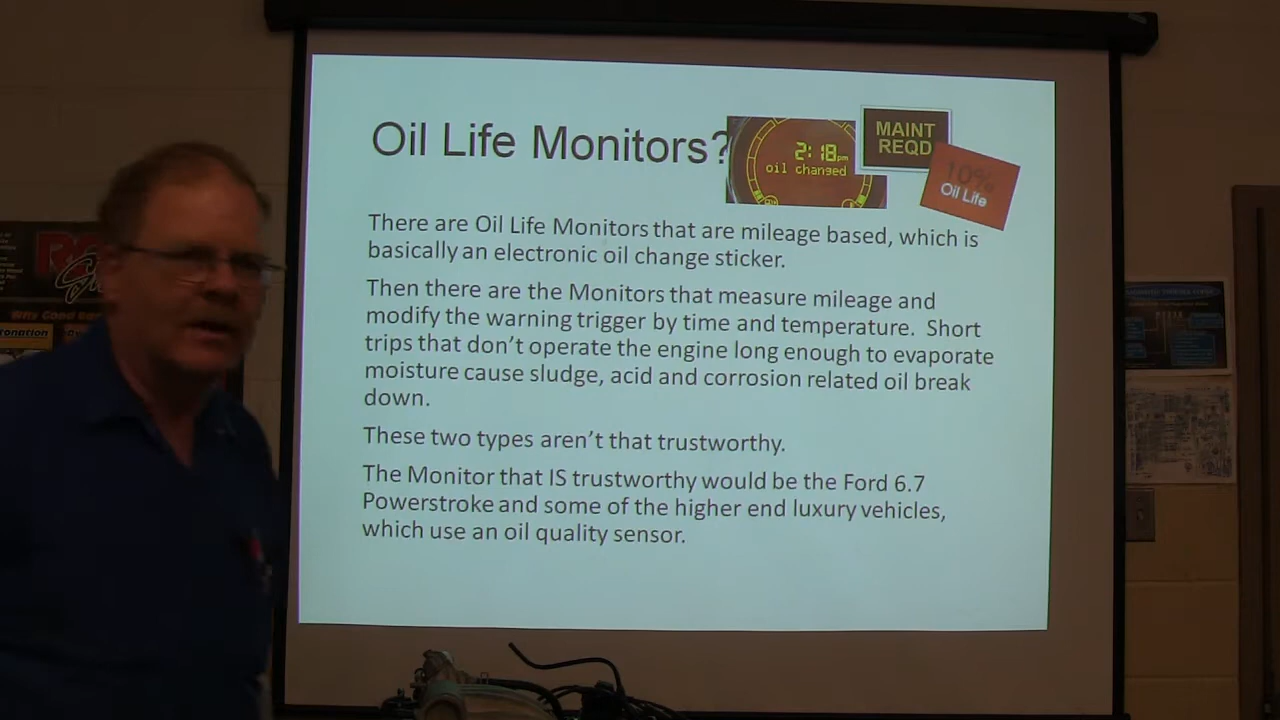 Oil Life Monitors?
2:18pm
oil changed
MAINT
REQD
10%
Oil Life
There are Oil Life Monitors that are mileage based, which is
basically an electronic oil change sticker.
Then there are the Monitors that measure mileage and
modify the warning trigger by time and temperature. Short
trips that don't operate the engine long enough to evaporate
moisture cause sludge, acid and corrosion related oil break
down.
These two types aren't that trustworthy.
The Monitor that IS trustworthy would be the Ford 6.7
Powerstroke and some of the higher end luxury vehicles,
which use an oil quality sensor.
Why Good